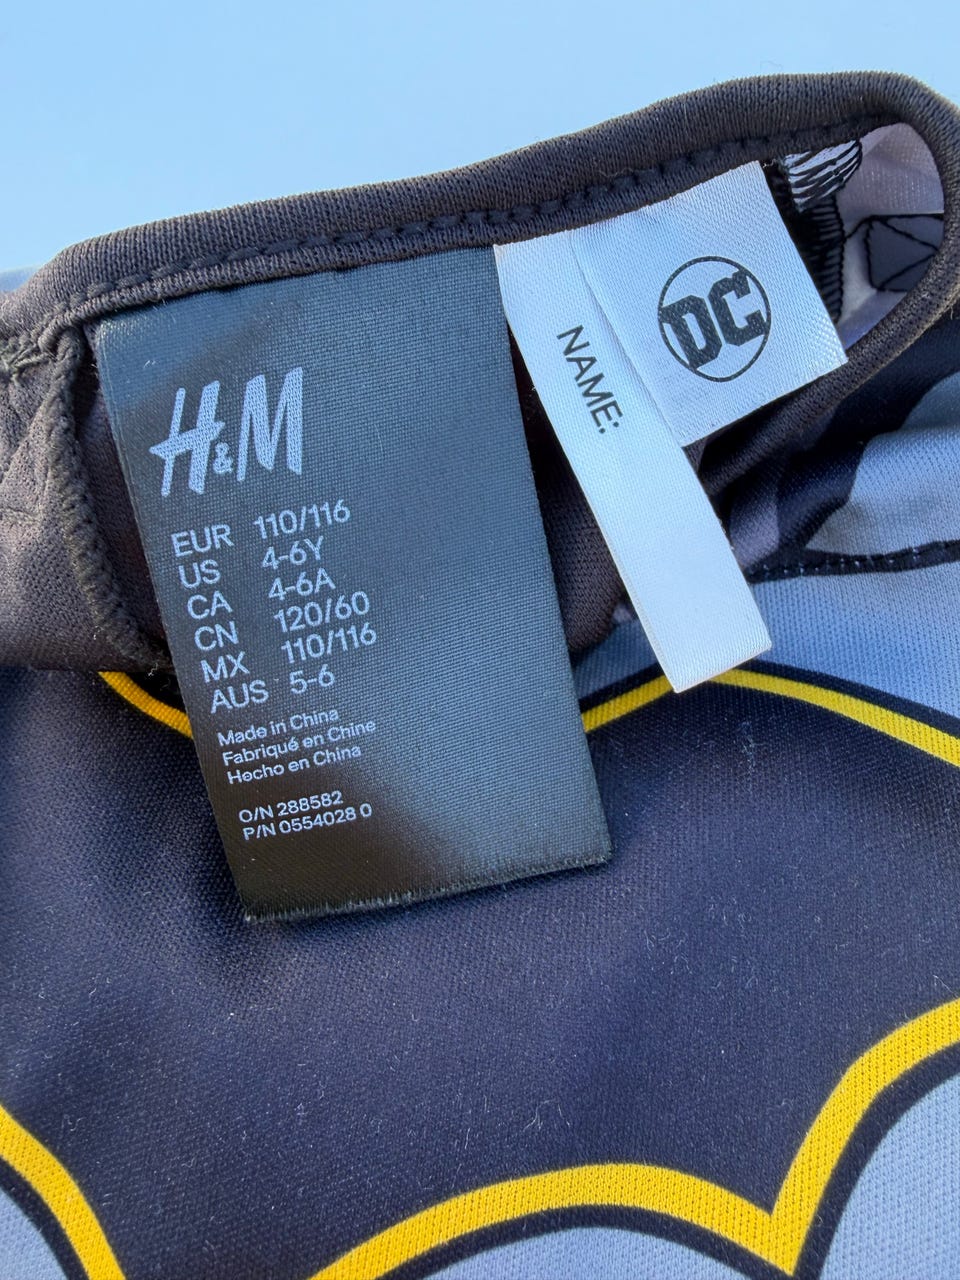 H&M
EUR 110/116
US 4-6Y
CA 4-6A
CN 120/60
MX 110/116
AUS 5-6
Made in China
Fabriqué en Chine
Hecho en China
O/N 288582
P/N 0554028 0
NAME:
DC